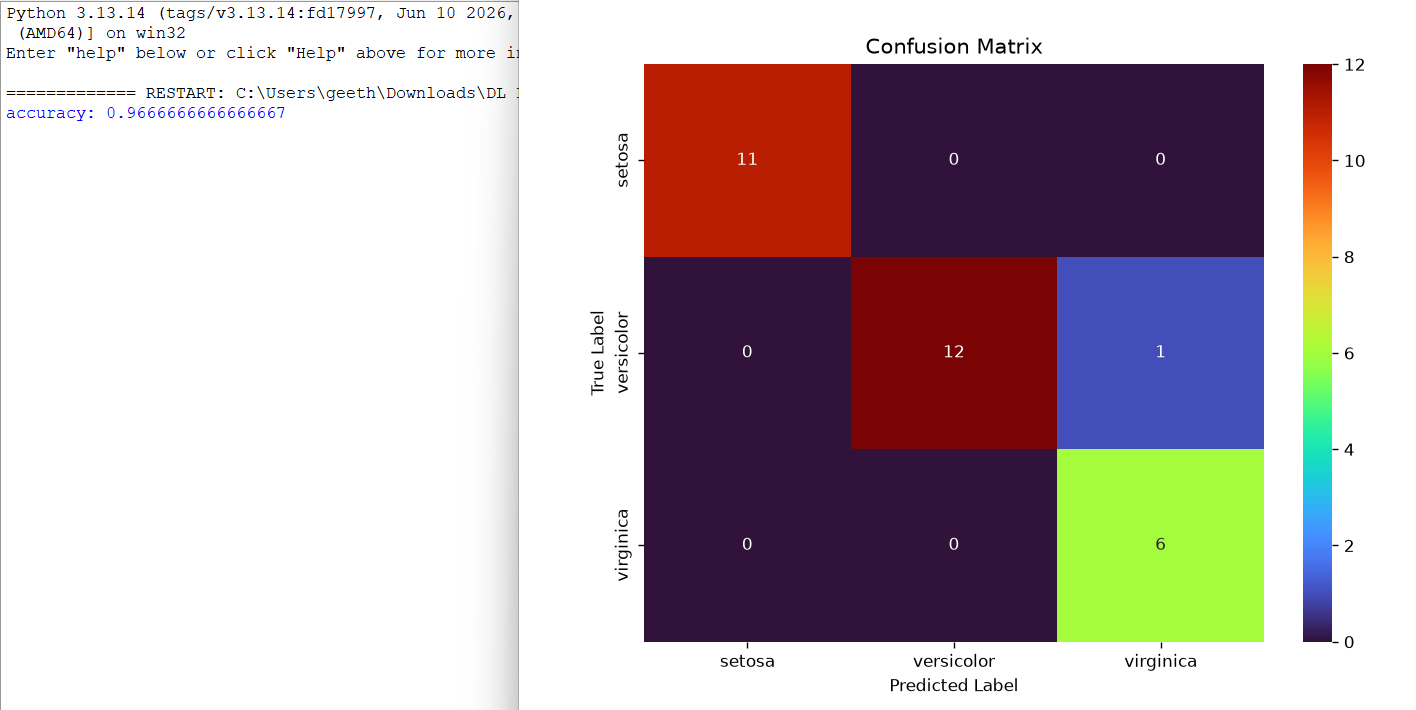 Python 3.13.14 (tags/v3.13.14:fd17997, Jun 10 2026,
(AMD64)] on win32
Enter "help" below or click "Help" above for more
============= RESTART: C:\Users\geeth\Downloads\DL
accuracy: 0.9666666666666667
Confusion Matrix
setosa
11
0
0
True Label
versicolor
0
12
1
virginica
0
0
6
setosa
versicolor
virginica
Predicted Label
12
10
8
6
4
2
0